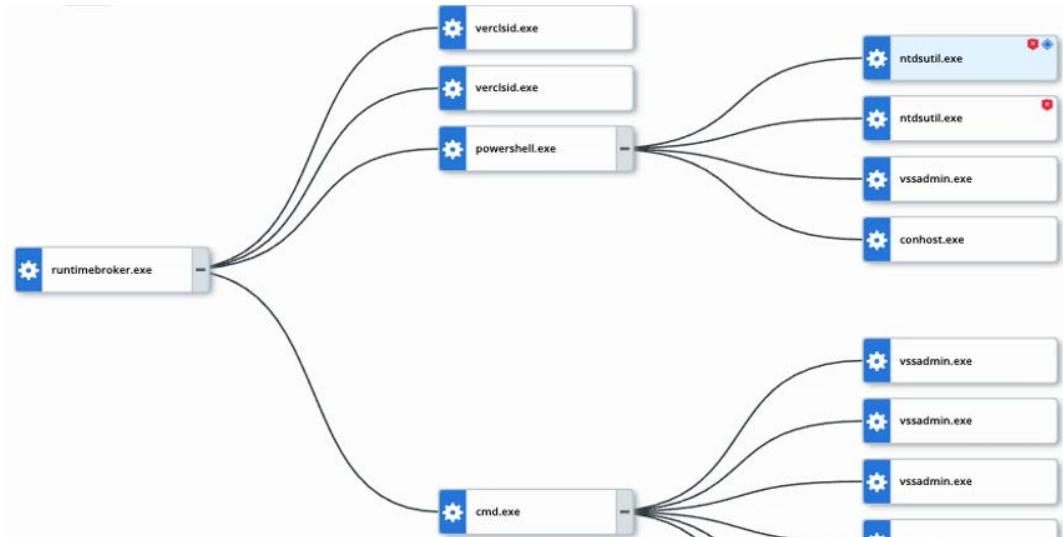 verclsid.exe
verclsid.exe
powershell.exe
ntdsutil.exe
ntdsutil.exe
vssadmin.exe
conhost.exe
runtimebroker.exe
cmd.exe
vssadmin.exe
vssadmin.exe
vssadmin.exe